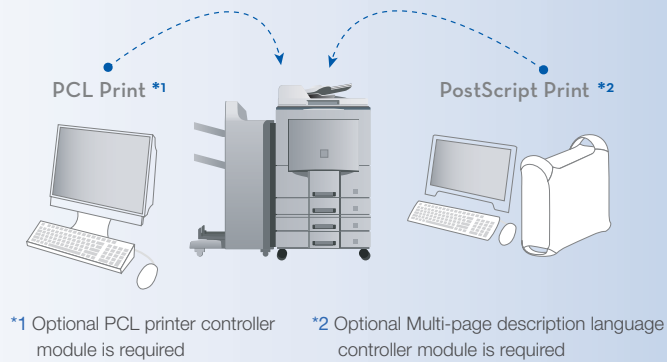 PCL Print *1
PostScript Print *2
*1 Optional PCL printer controller
module is required
*2 Optional Multi-page description language
controller module is required